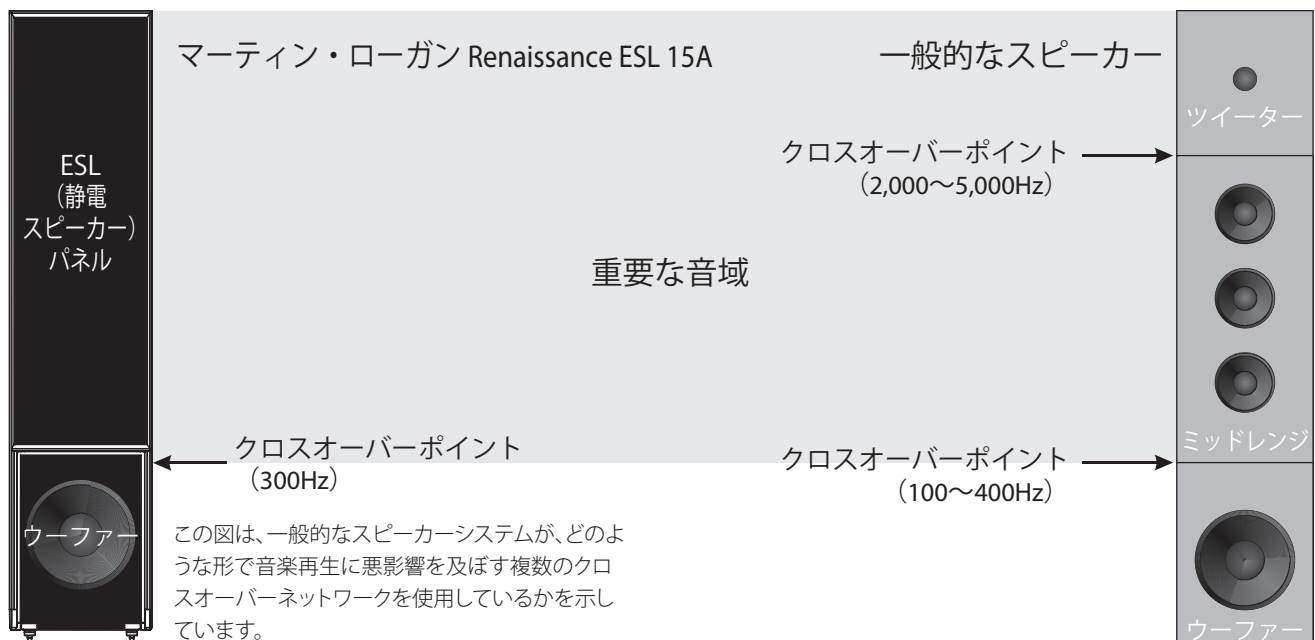 マーティン・ローガン Renaissance ESL 15A
一般的なスピーカー
ツイーター
クロスオーバーポイント
（2,000～5,000Hz）
ESL
（静電
スピーカー）
パネル
重要な音域
ミッドレンジ
クロスオーバーポイント
（300Hz）
クロスオーバーポイント
（100～400Hz）
ウーファー
この図は、一般的なスピーカーシステムが、どのよ
うな形で音楽再生に悪影響を及ぼす複数のクロ
スオーバーネットワークを使用しているかを示し
ています。
ウーファー